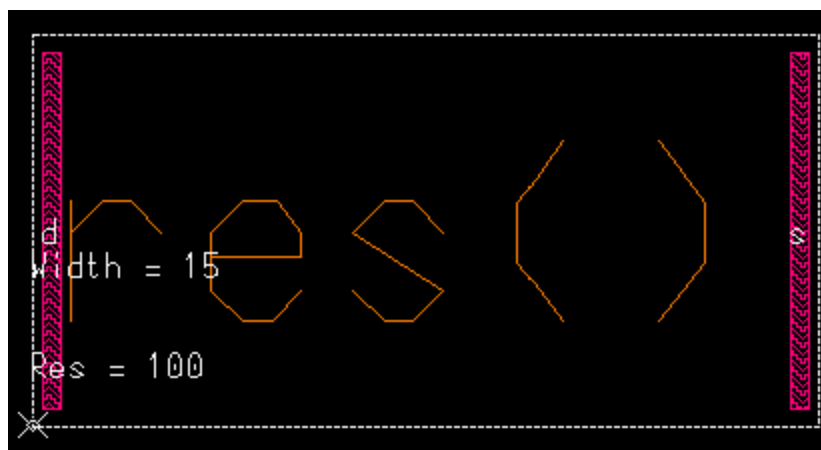 res()
d
s
Width = 15
Res = 100